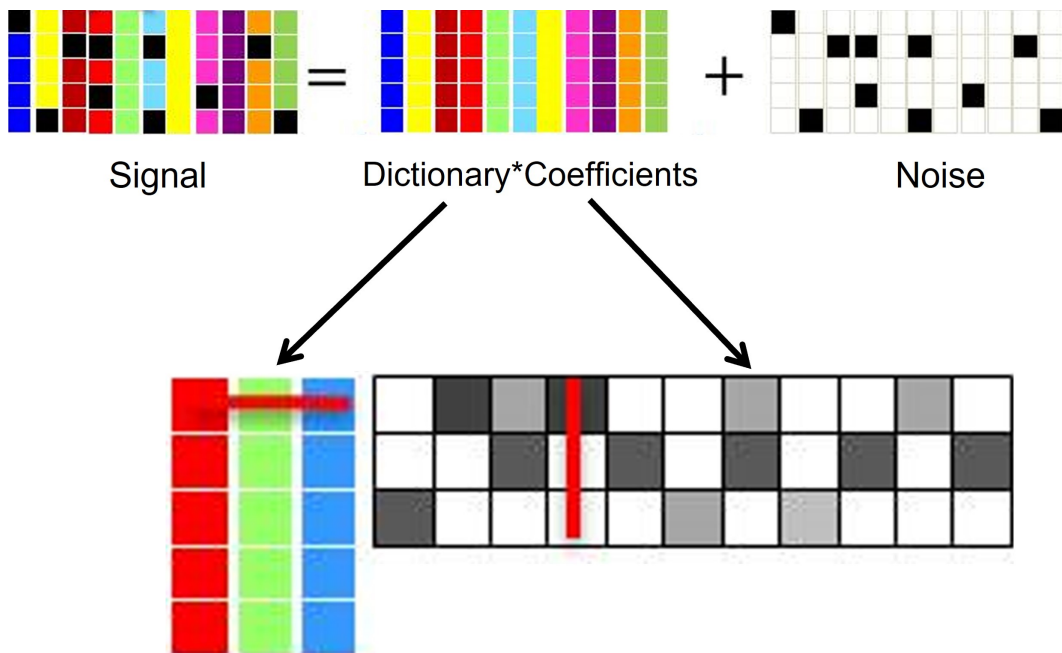 =
+
Signal
Dictionary*Coefficients
Noise